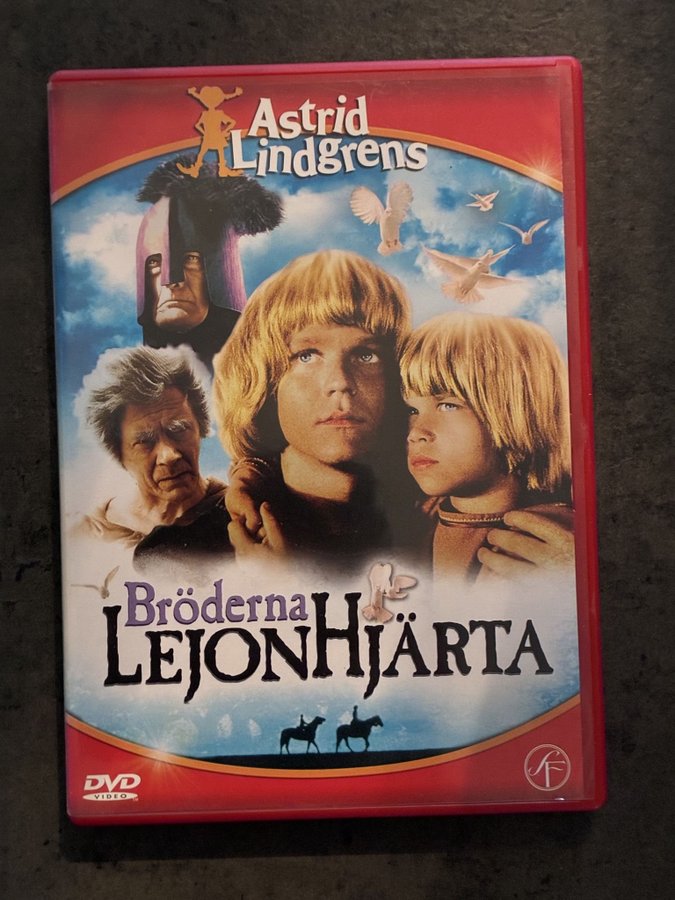 Astrid
Lindgrens
Bröderna
LEJONHJÄRTA
DVD
VIDEO
SF